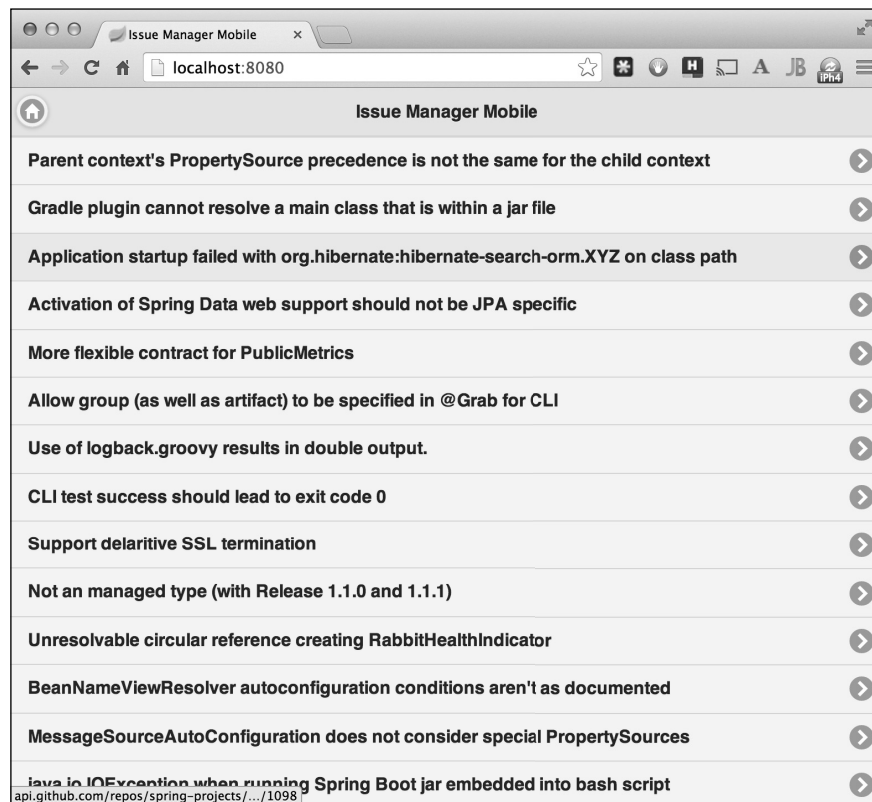 Issue Manager Mobile
localhost:8080
H A JB iPh4
Issue Manager Mobile
Parent context's PropertySource precedence is not the same for the child context
Gradle plugin cannot resolve a main class that is within a jar file
Application startup failed with org.hibernate:hibernate-search-orm.XYZ on class path
Activation of Spring Data web support should not be JPA specific
More flexible contract for PublicMetrics
Allow group (as well as artifact) to be specified in @Grab for CLI
Use of logback.groovy results in double output.
CLI test success should lead to exit code 0
Support delaritive SSL termination
Not an managed type (with Release 1.1.0 and 1.1.1)
Unresolvable circular reference creating RabbitHealthIndicator
BeanNameViewResolver autoconfiguration conditions aren't as documented
MessageSourceAutoConfiguration does not consider special PropertySources
java.io.IOException when running Spring Boot jar embedded into bash script
api.github.com/repos/spring-projects/.../1098